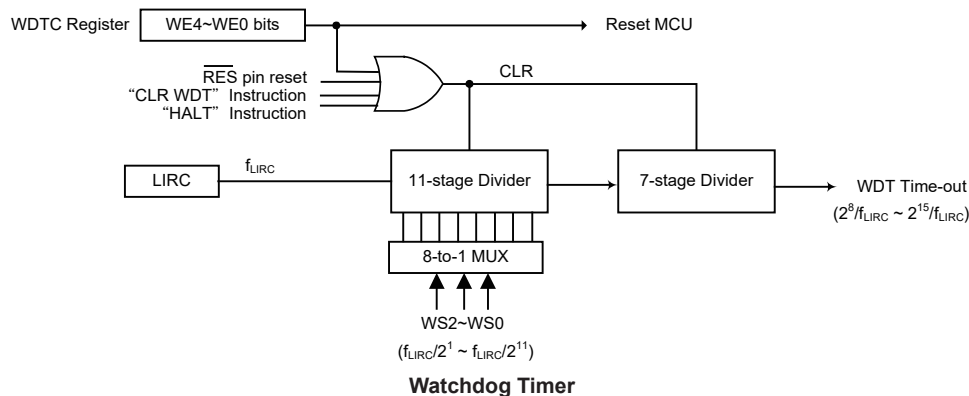 WDTC Register
WE4~WE0 bits
Reset MCU
RES pin reset
“CLR WDT” Instruction
“HALT” Instruction
CLR
LIRC
fLIRC
11-stage Divider
7-stage Divider
WDT Time-out
(2^8/fLIRC ~ 2^15/fLIRC)
8-to-1 MUX
WS2~WS0
(fLIRC/2^1 ~ fLIRC/2^11)
Watchdog Timer